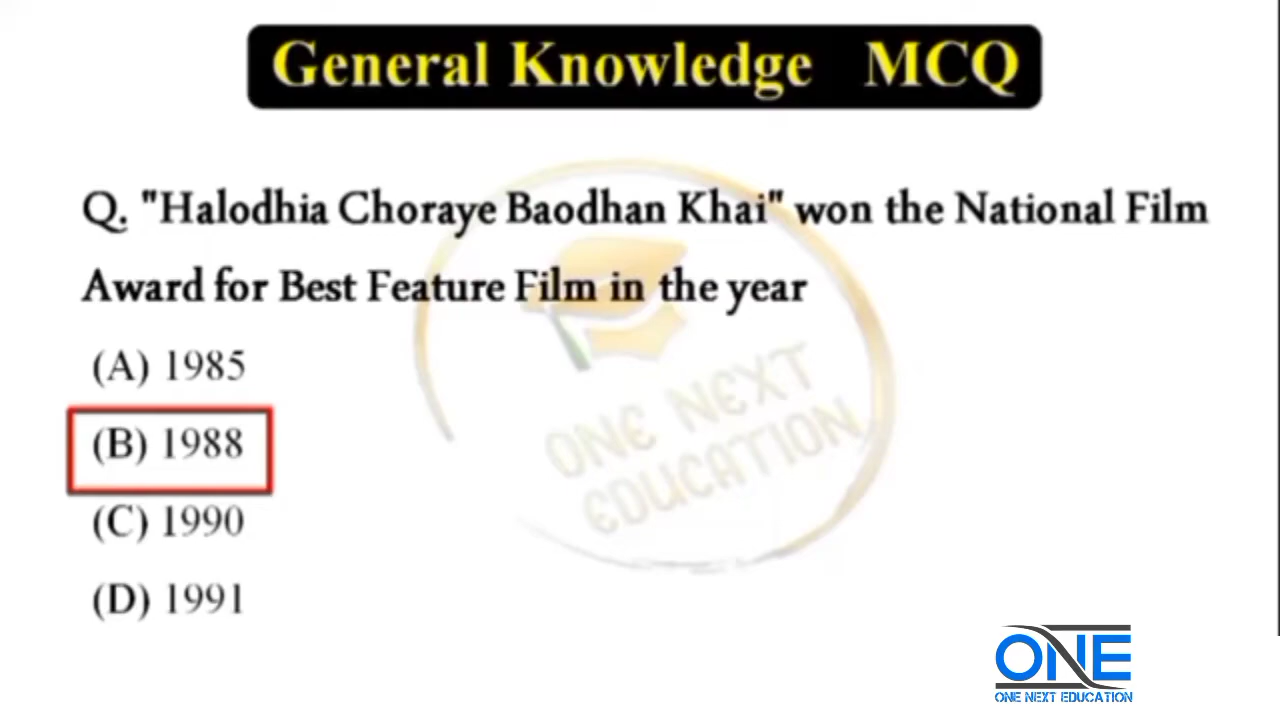 General Knowledge MCQ
Q. "Halodhia Choraye Baodhan Khai" won the National Film
Award for Best Feature Film in the year
(A) 1985
(B) 1988
(C) 1990
(D) 1991
ONE NEXT
EDUCATION
ONE
ONE NEXT EDUCATION